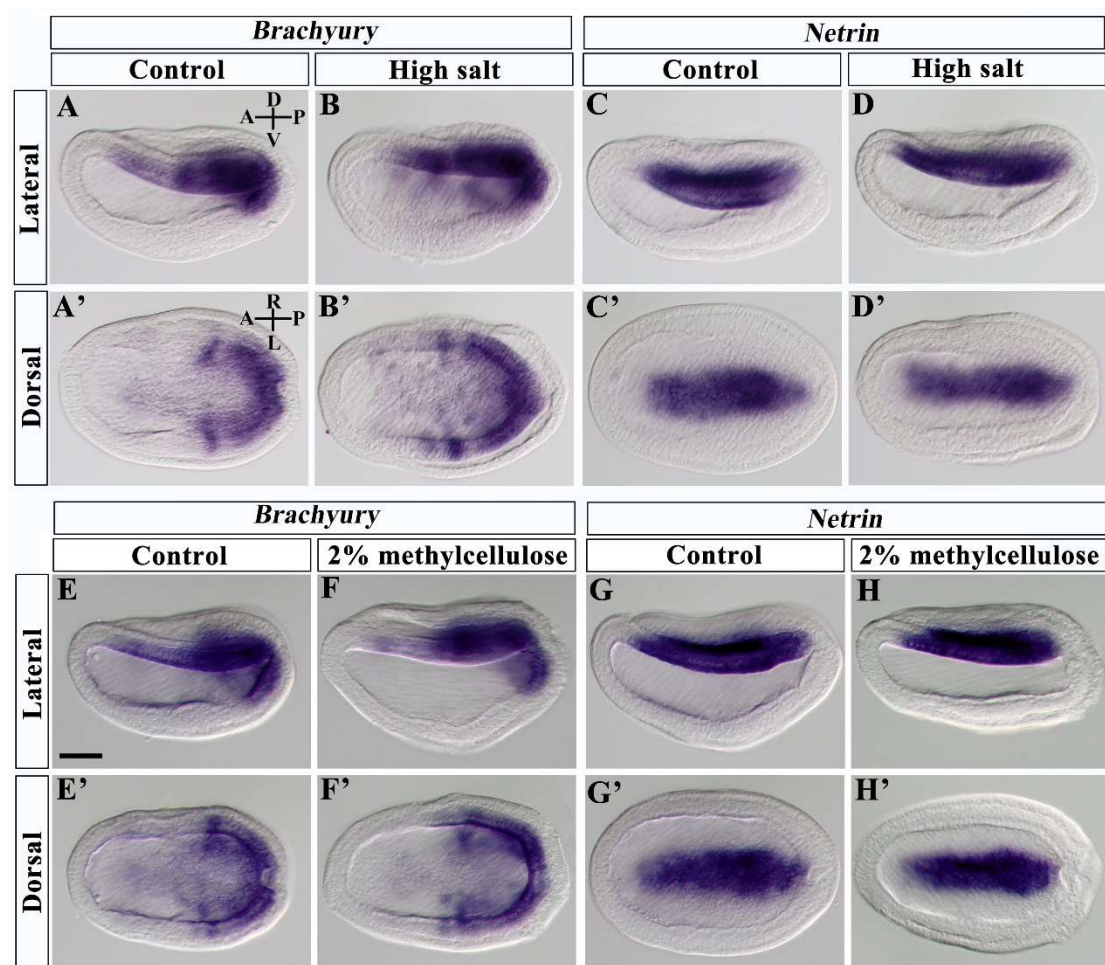 Brachyury
Netrin
Control
High salt
Control
High salt
Lateral
A
D
A P
V
B
C
D
Dorsal
A’
R
A P
L
B’
C’
D’
Brachyury
Netrin
Control
2% methylcellulose
Control
2% methylcellulose
Lateral
E
F
G
H
Dorsal
E’
F’
G’
H’